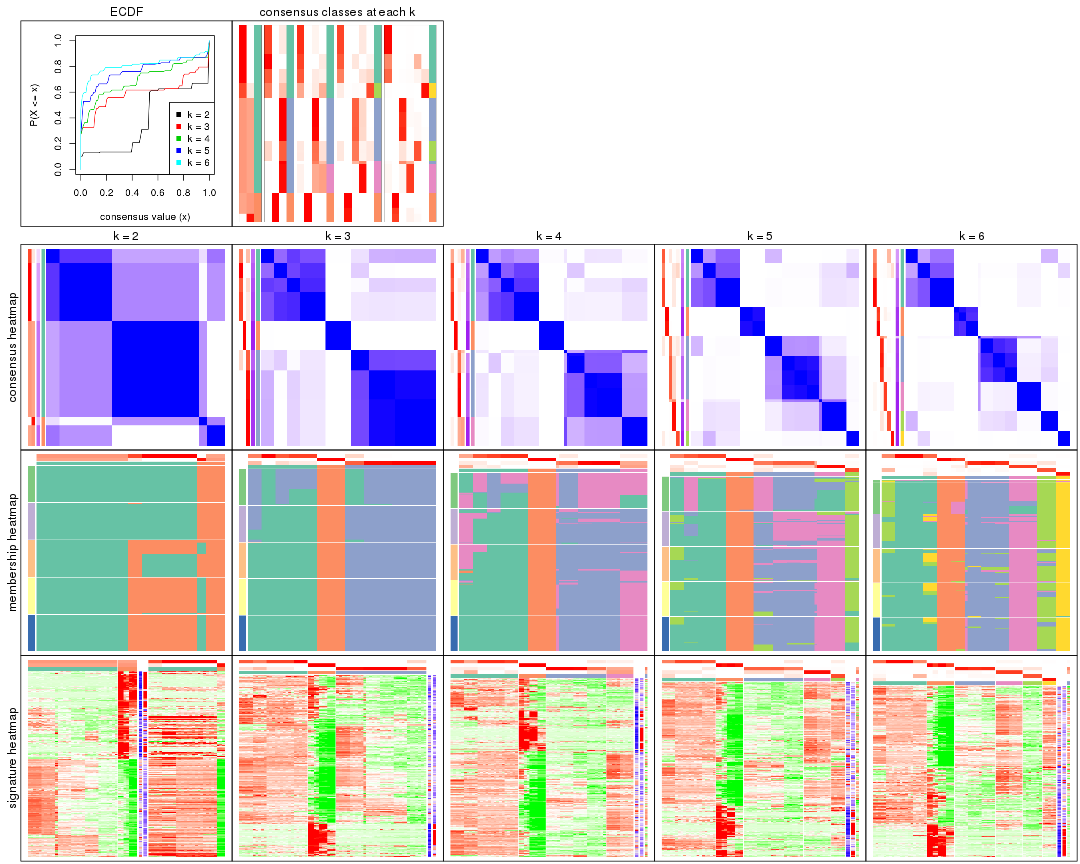 ECDF
consensus classes at each k
P(X <= x)
1.0
0.8
0.6
0.4
0.2
0.0
k = 2
k = 3
k = 4
k = 5
k = 6
0.0 0.2 0.4 0.6 0.8 1.0
consensus value (x)
k = 2
k = 3
k = 4
k = 5
k = 6
consensus heatmap
membership heatmap
signature heatmap